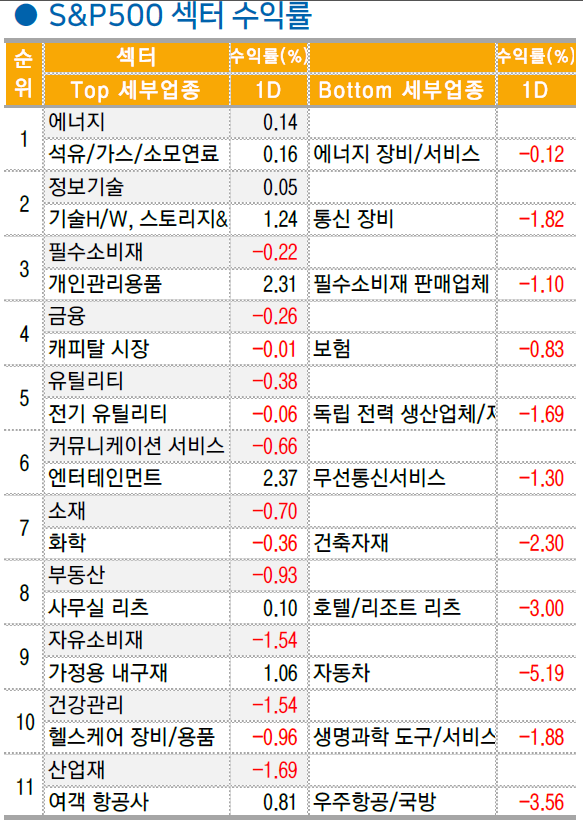 ● S&P500 섹터 수익률
순위 섹터 수익률(%) 수익률(%)
Top 세부업종 1D Bottom 세부업종 1D
1 에너지 0.14
석유/가스/소모연료 0.16 에너지 장비/서비스 -0.12
2 정보기술 0.05
기술H/W, 스토리지& 1.24 통신 장비 -1.82
3 필수소비재 -0.22
개인관리용품 2.31 필수소비재 판매업체 -1.10
4 금융 -0.26
캐피탈 시장 -0.01 보험 -0.83
5 유틸리티 -0.38
전기 유틸리티 -0.06 독립 전력 생산업체/ -1.69
6 커뮤니케이션 서비스 -0.66
엔터테인먼트 2.37 무선통신서비스 -1.30
7 소재 -0.70
화학 -0.36 건축자재 -2.30
8 부동산 -0.93
사무실 리츠 0.10 호텔/리조트 리츠 -3.00
9 자유소비재 -1.54
가정용 내구재 1.06 자동차 -5.19
10 건강관리 -1.54
헬스케어 장비/용품 -0.96 생명과학 도구/서비스 -1.88
11 산업재 -1.69
여객 항공사 0.81 우주항공/국방 -3.56